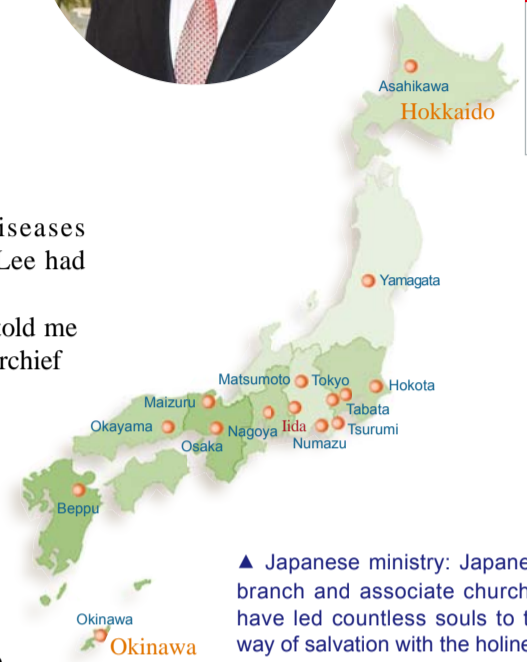 iseases
Lee had
told me
rchief
Asahikawa
Hokkaido
Yamagata
Matsumoto
Tokyo
Hokota
Maizuru
Tabata
Okayama
Nagoya
Iida
Tsurumi
Osaka
Numazu
Beppu
Okinawa
Okinawa
▲ Japanese ministry: Japane
branch and associate church
have led countless souls to t
way of salvation with the holine